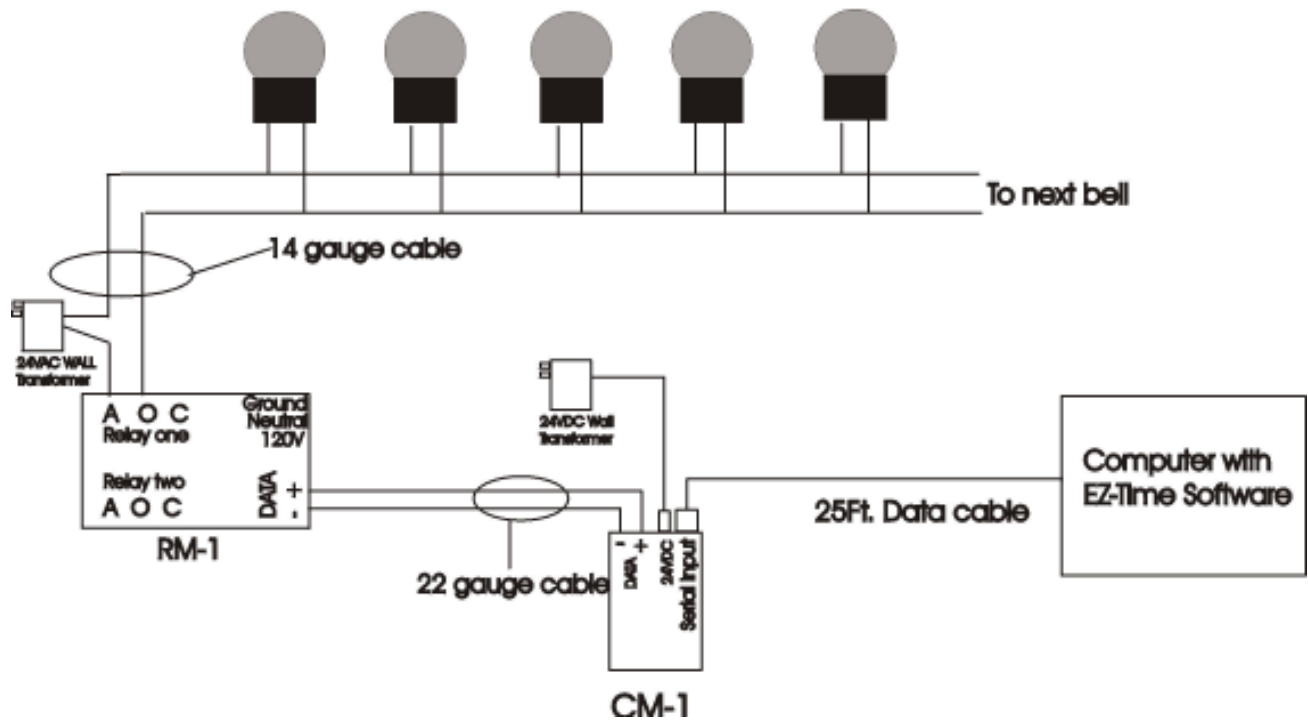 To next bell
14 gauge cable
24VAC WALL
Transformer
A O C
Relay one
Ground
Neutral
120V
Relay two
A O C
DATA
+
-
RM-1
22 gauge cable
24VDC Wall
Transformer
- +
DATA
24VDC
Serial Input
CM-1
25Ft. Data cable
Computer with
EZ-Time Software